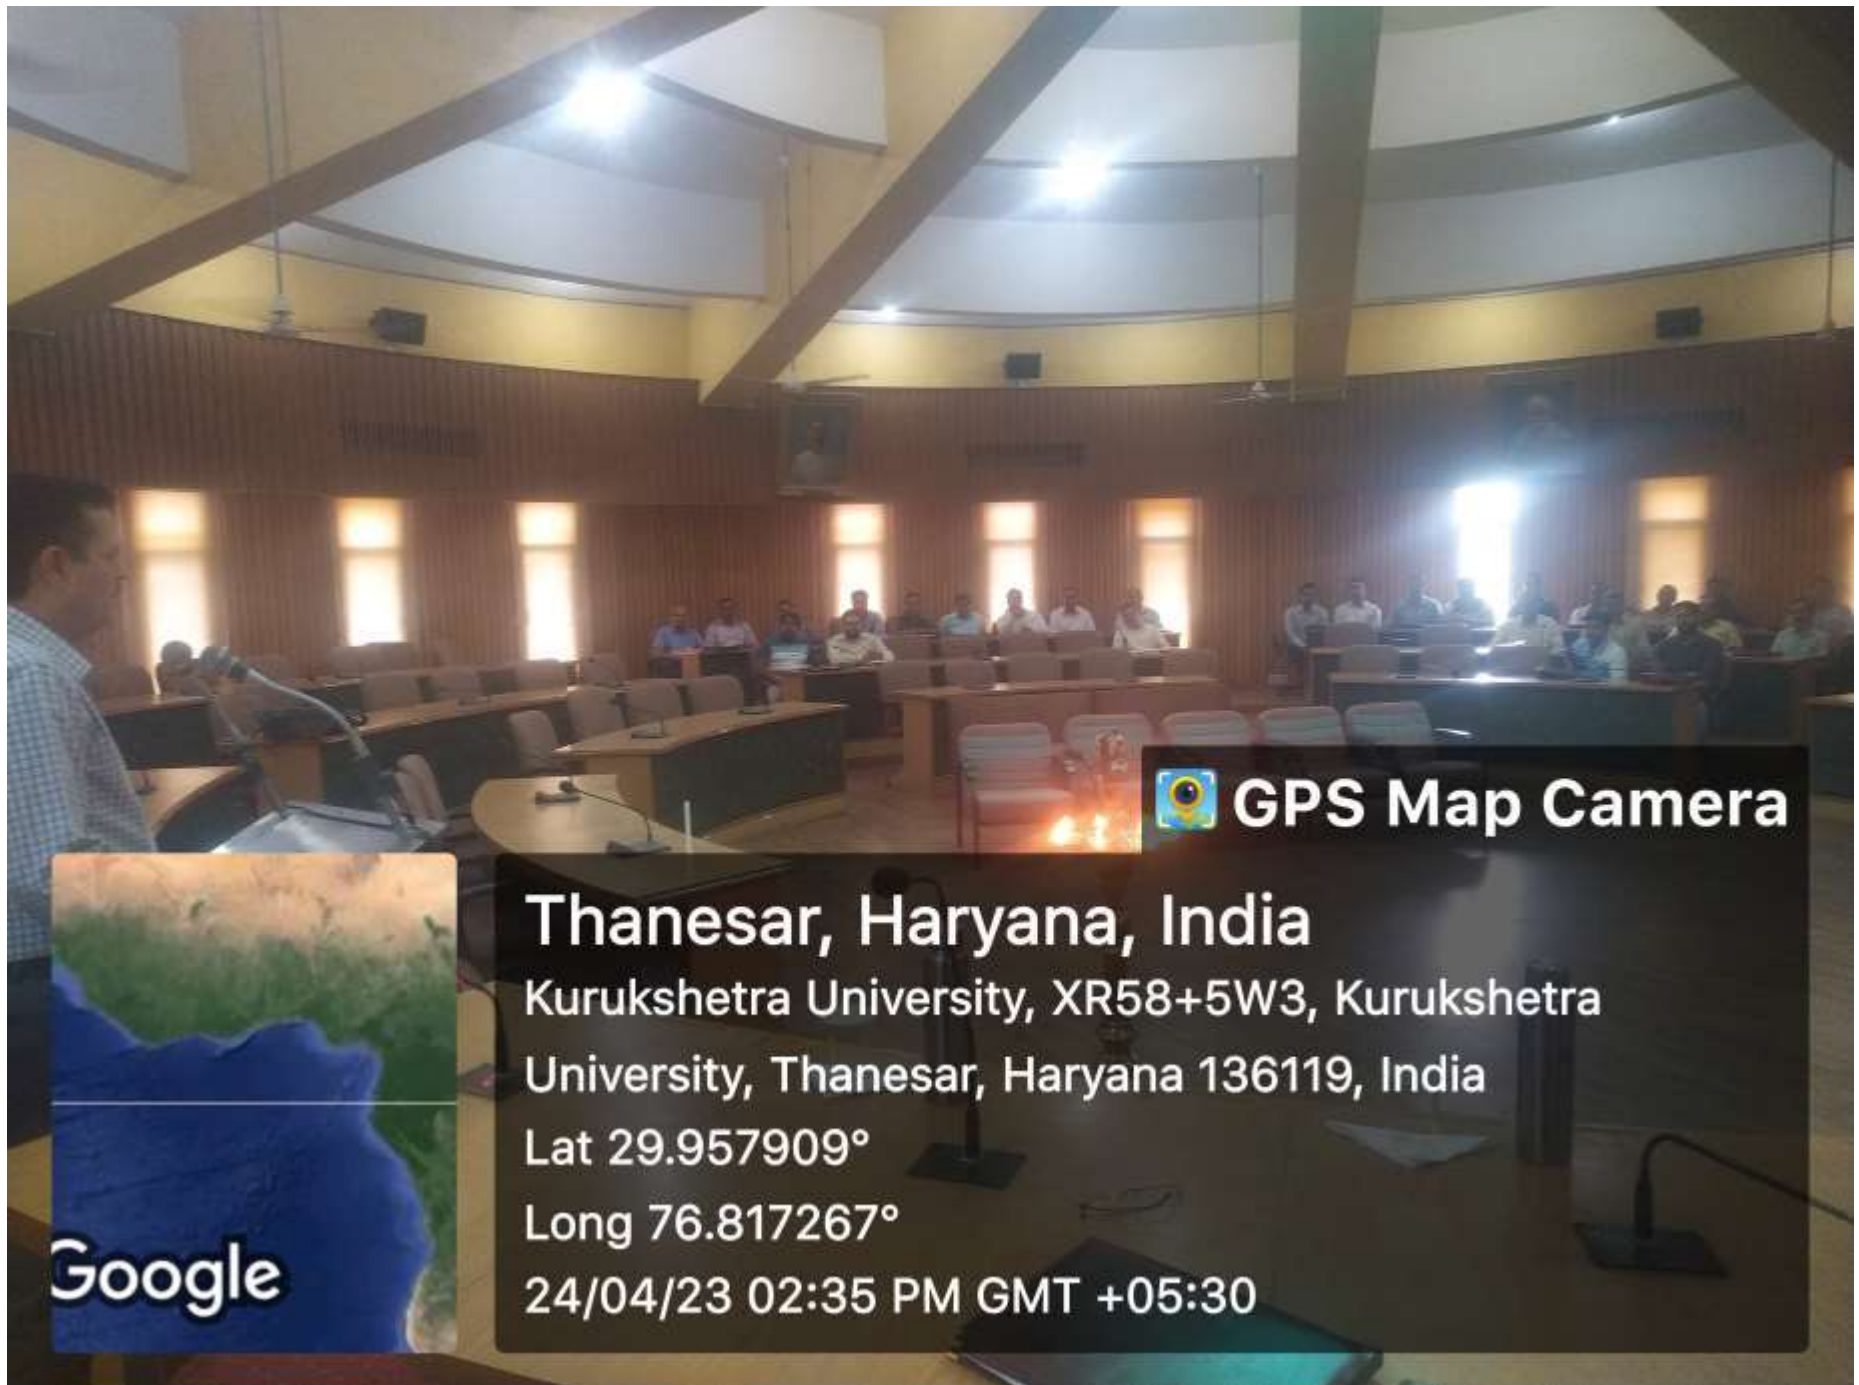 GPS Map Camera
Thanesar, Haryana, India
Kurukshetra University, XR58+5W3, Kurukshetra
University, Thanesar, Haryana 136119, India
Lat 29.957909°
Long 76.817267°
24/04/23 02:35 PM GMT +05:30
Google